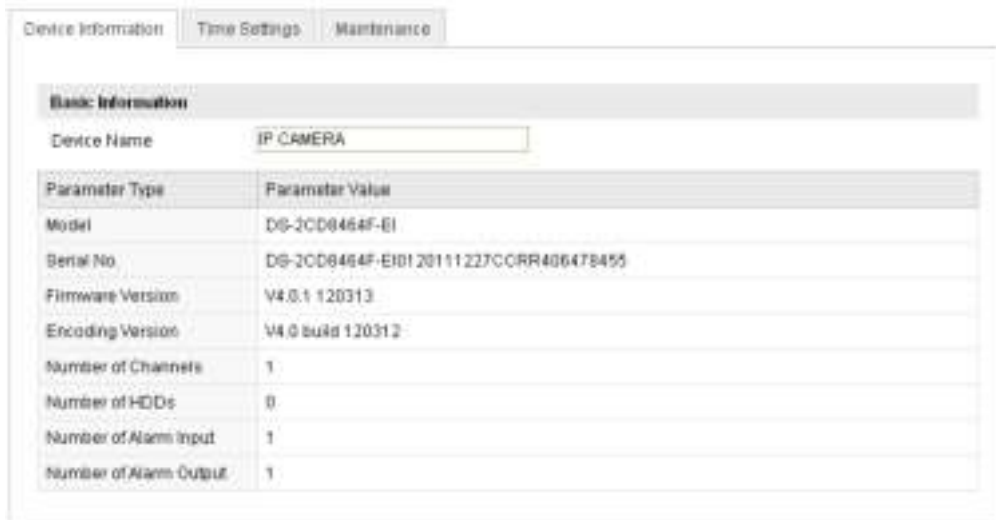 Device Information Time Settings Maintenance
Basic Information
Device Name IP CAMERA
Parameter Type Parameter Value
Model DS-2CD8464F-EI
Serial No. DS-2CD8464F-EI0120111227CCRR406478455
Firmware Version V4.0.1 120313
Encoding Version V4.0 build 120312
Number of Channels 1
Number of HDDs 0
Number of Alarm Input 1
Number of Alarm Output 1